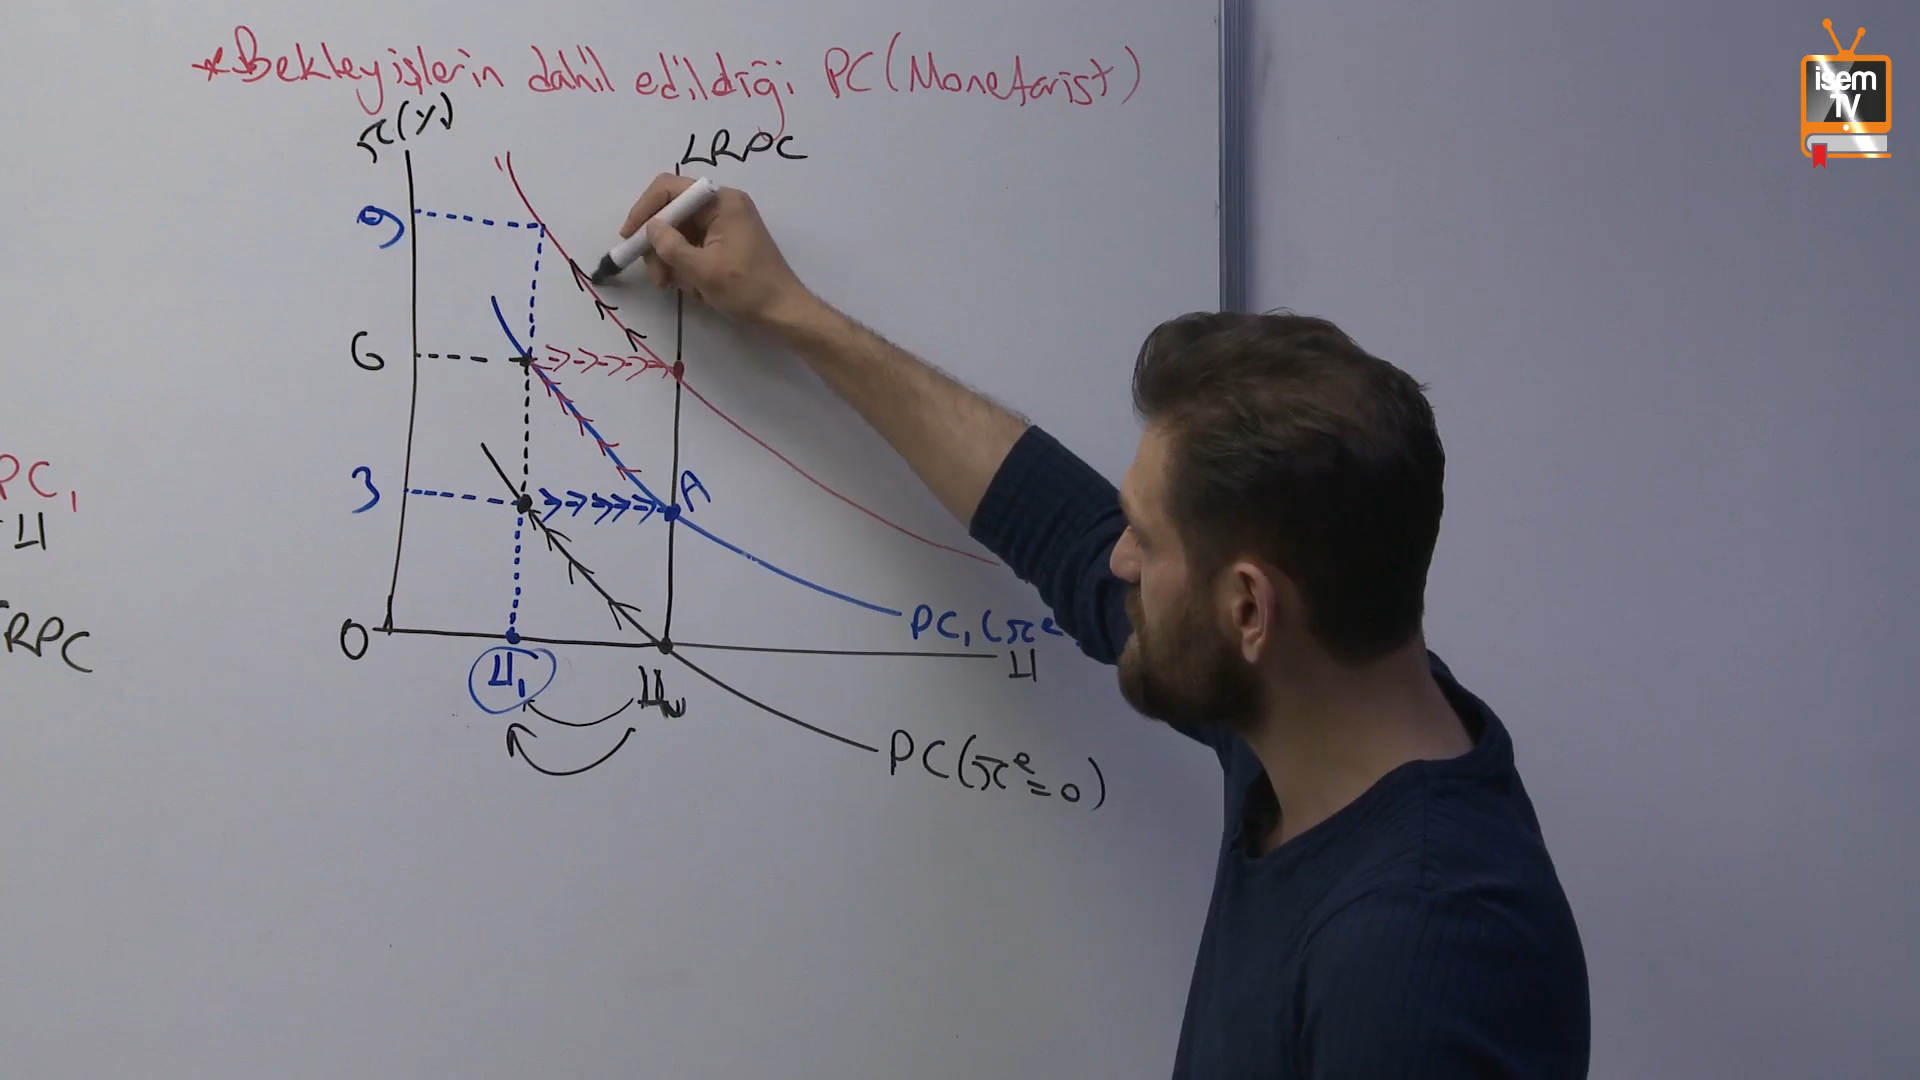 *Bekleyişlerin dahil edildiği PC (Monetarist)
isem
TV
π(%)
LRPC
9
6
PC₁
3
A
U
PC₁(πᵉ
RPC
0
U₁
Uₙ
U
PC(πᵉ=0)